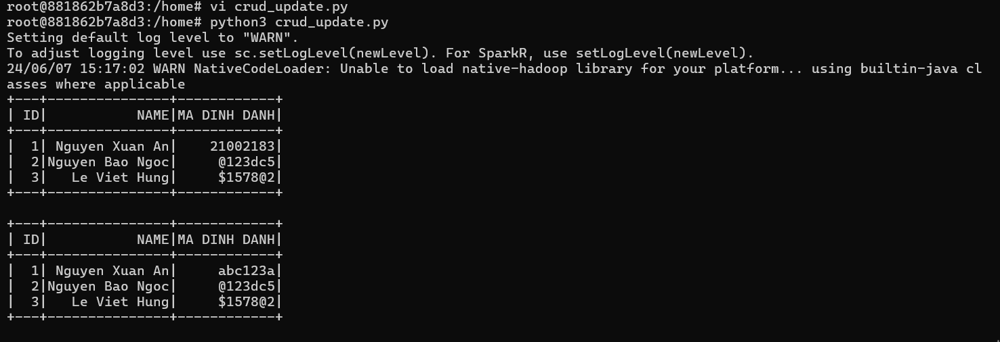 root@881862b7a8d3:/home# vi crud_update.py
root@881862b7a8d3:/home# python3 crud_update.py
Setting default log level to "WARN".
To adjust logging level use sc.setLogLevel(newLevel). For SparkR, use setLogLevel(newLevel).
24/06/07 15:17:02 WARN NativeCodeLoader: Unable to load native-hadoop library for your platform... using builtin-java cl
asses where applicable
+---+---------------+------------+
| ID|           NAME|MA DINH DANH|
+---+---------------+------------+
|  1| Nguyen Xuan An|    21002183|
|  2|Nguyen Bao Ngoc|     @123dc5|
|  3|   Le Viet Hung|     $1578@2|
+---+---------------+------------+

+---+---------------+------------+
| ID|           NAME|MA DINH DANH|
+---+---------------+------------+
|  1| Nguyen Xuan An|     abc123a|
|  2|Nguyen Bao Ngoc|     @123dc5|
|  3|   Le Viet Hung|     $1578@2|
+---+---------------+------------+